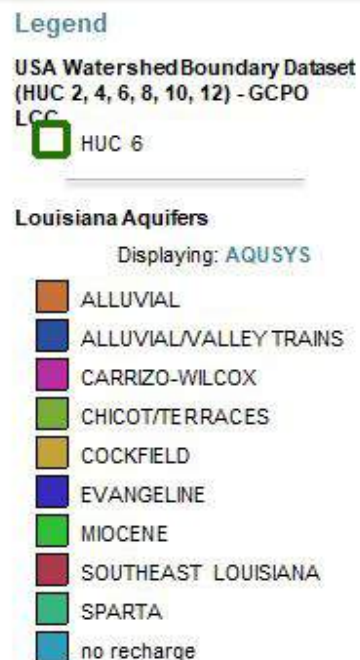 Legend
USA Watershed Boundary Dataset
(HUC 2, 4, 6, 8, 10, 12) - GCPO
LCC
HUC 6
Louisiana Aquifers
Displaying: AQUSYS
ALLUVIAL
ALLUVIAL/VALLEY TRAINS
CARRIZO-WILCOX
CHICOT/TERRACES
COCKFIELD
EVANGELINE
MIOCENE
SOUTHEAST LOUISIANA
SPARTA
no recharge